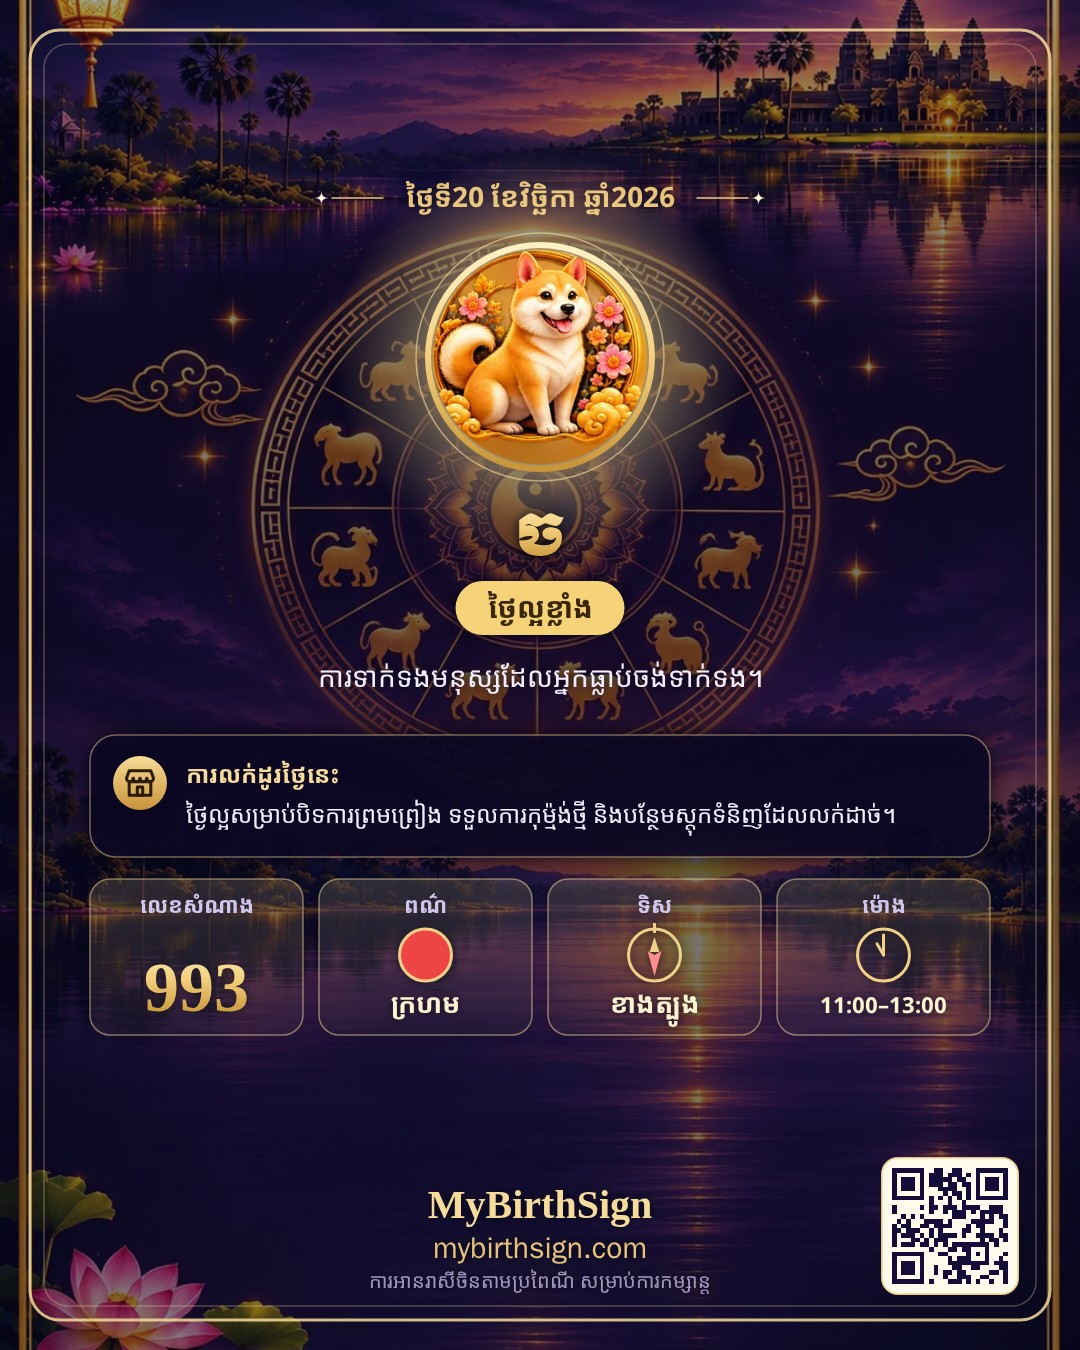 ថ្ងៃទី20 ខែវិច្ឆិកា ឆ្នាំ2026
ច
ថ្ងៃល្អខ្លាំង
ការទាក់ទងមនុស្សដែលអ្នកធ្លាប់ចង់ទាក់ទង។
ការលក់ដូរថ្ងៃនេះ
ថ្ងៃល្អសម្រាប់បិទការព្រមព្រៀង ទទួលការកុម្ម៉ង់ថ្មី និងបន្ថែមស្តុកទំនិញដែលលក់ដាច់។
លេខសំណាង
993
ពណ៌
ក្រហម
ទិស
ខាងត្បូង
ម៉ោង
11:00–13:00
MyBirthSign
mybirthsign.com
ការអានរាសីចិនតាមប្រពៃណី សម្រាប់ការកម្សាន្ត